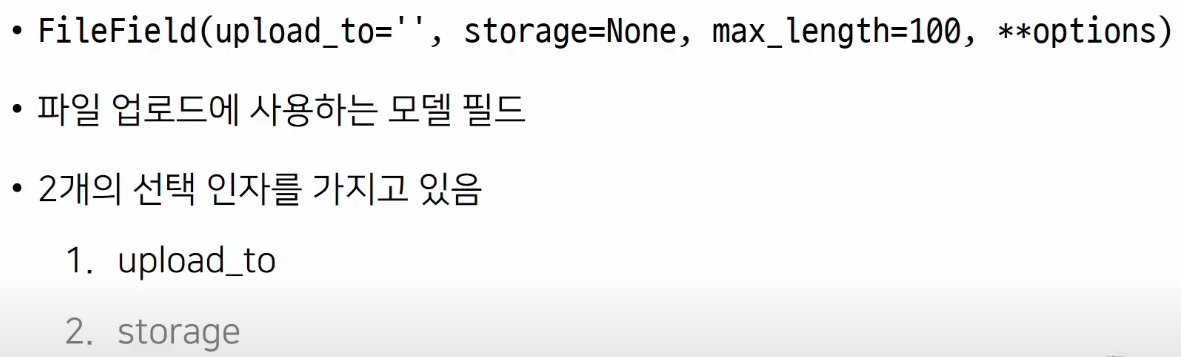 • FileField(upload_to='', storage=None, max_length=100, **options)
• 파일 업로드에 사용하는 모델 필드
• 2개의 선택 인자를 가지고 있음
1. upload_to
2. storage